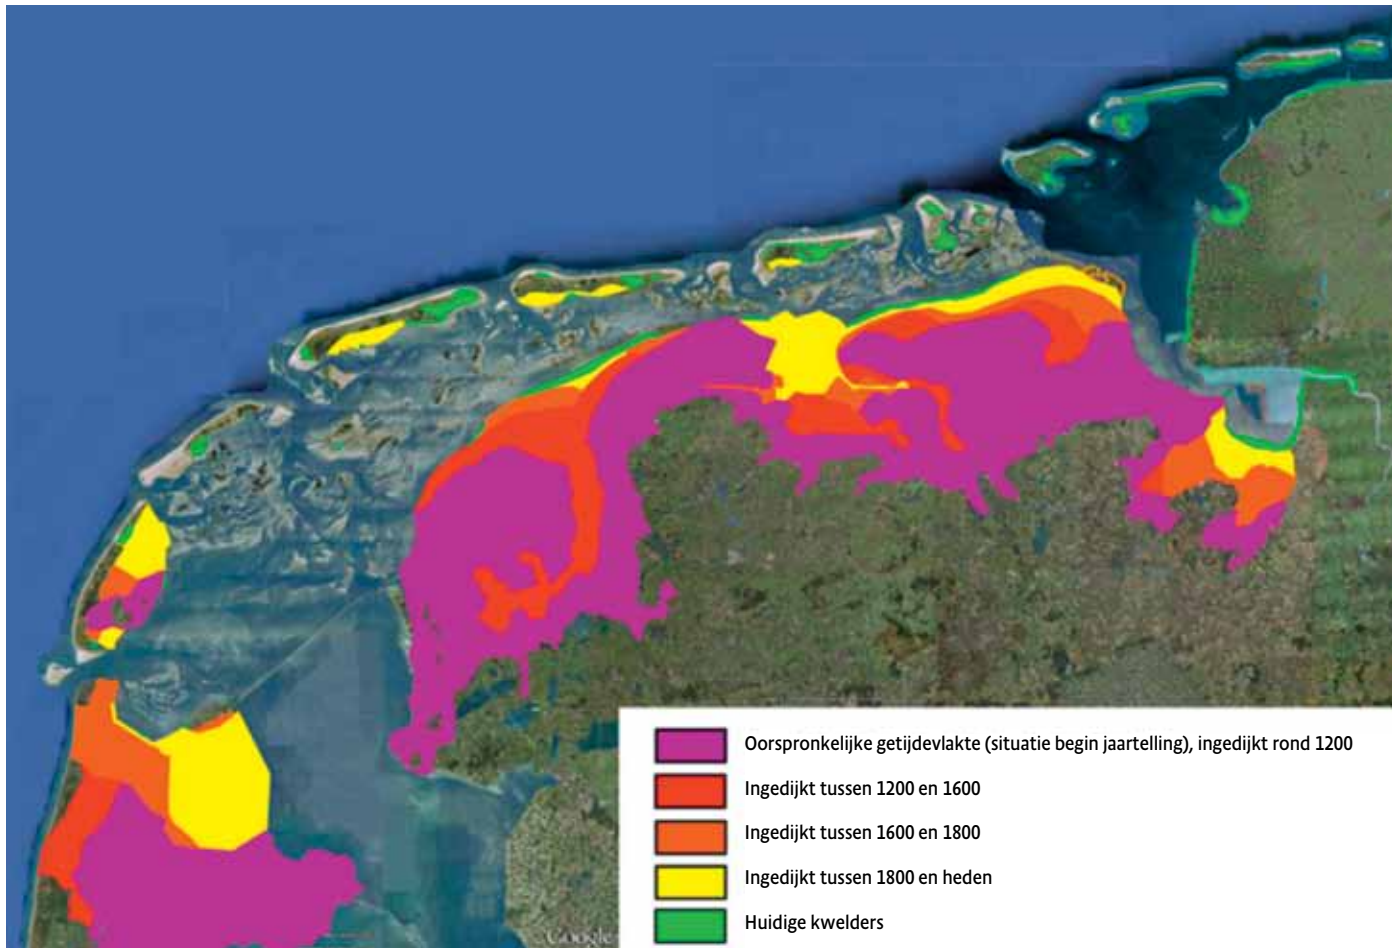 Oorspronkelijke getijdevlakte (situatie begin jaartelling), ingedijkt rond 1200
Ingedijkt tussen 1200 en 1600
Ingedijkt tussen 1600 en 1800
Ingedijkt tussen 1800 en heden
Huidige kwelders
Google